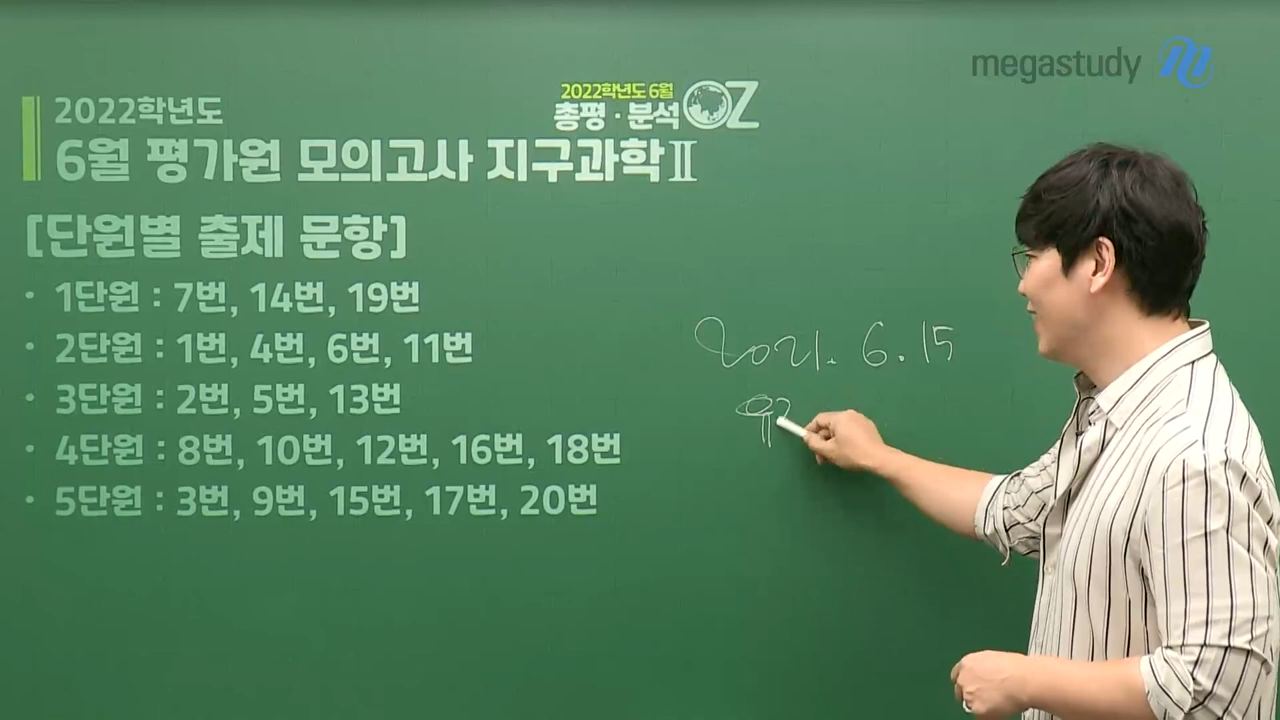 megastudy
2022학년도 6월
총평·분석 OZ
2022학년도
6월 평가원 모의고사 지구과학Ⅱ
[단원별 출제 문항]
• 1단원 : 7번, 14번, 19번
• 2단원 : 1번, 4번, 6번, 11번
• 3단원 : 2번, 5번, 13번
• 4단원 : 8번, 10번, 12번, 16번, 18번
• 5단원 : 3번, 9번, 15번, 17번, 20번
2021. 6. 15